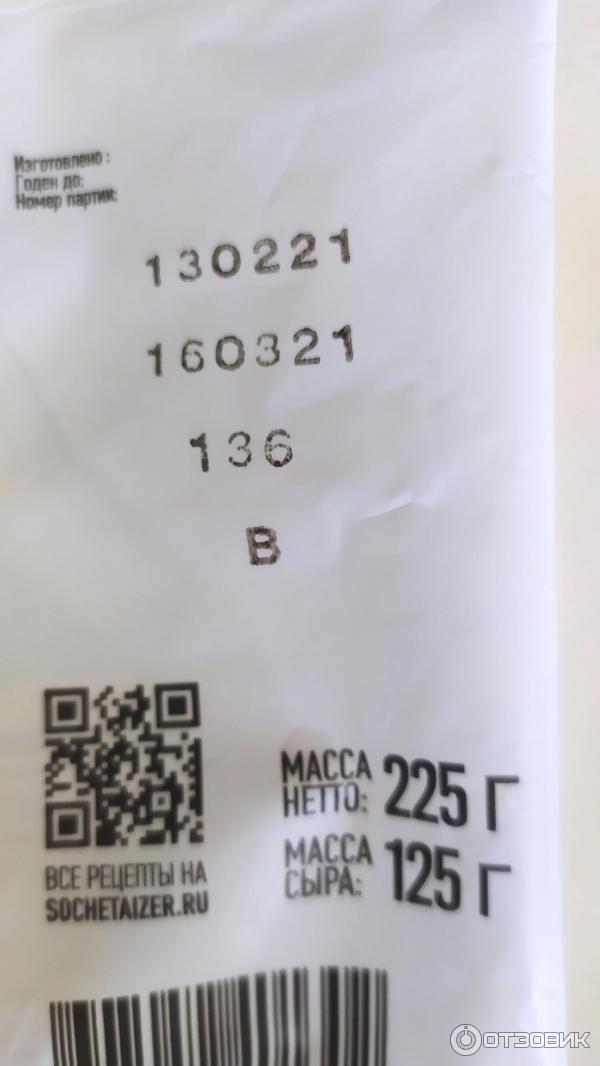 Изготовлено :
Годен до:
Номер партии:
130221
160321
136
B
МАССА
НЕТТО: 225 Г
МАССА
СЫРА: 125 Г
ВСЕ РЕЦЕПТЫ НА
SOCHETAIZER.RU
ОТЗОВИК